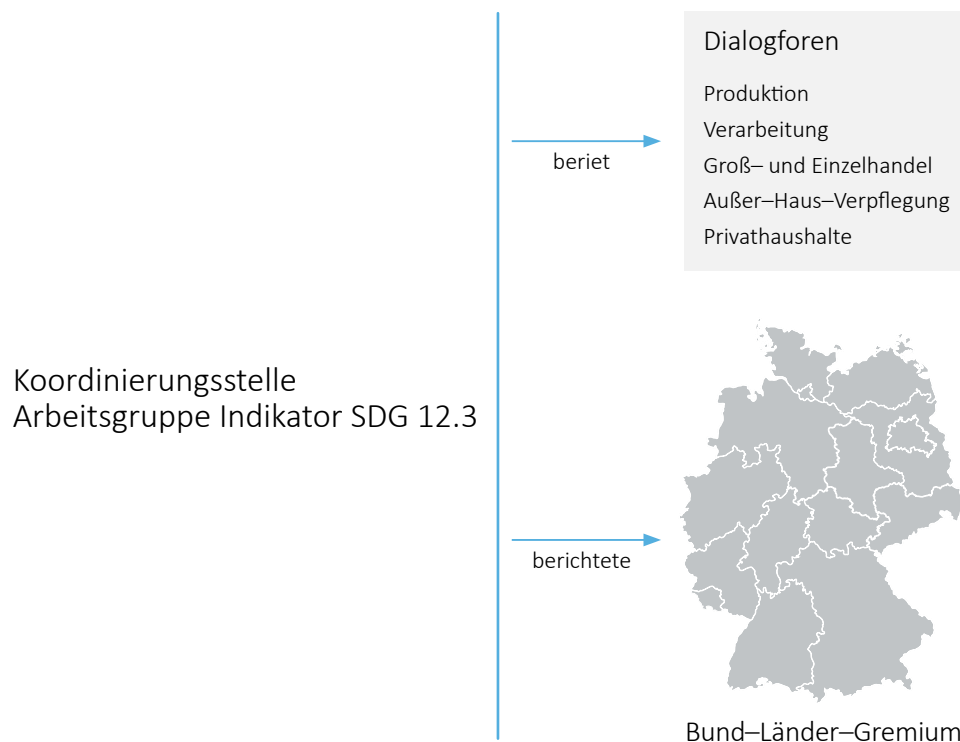 Koordinierungsstelle
Arbeitsgruppe Indikator SDG 12.3
beriet
Dialogforen
Produktion
Verarbeitung
Groß– und Einzelhandel
Außer–Haus–Verpflegung
Privathaushalte
berichtete
Bund–Länder–Gremium